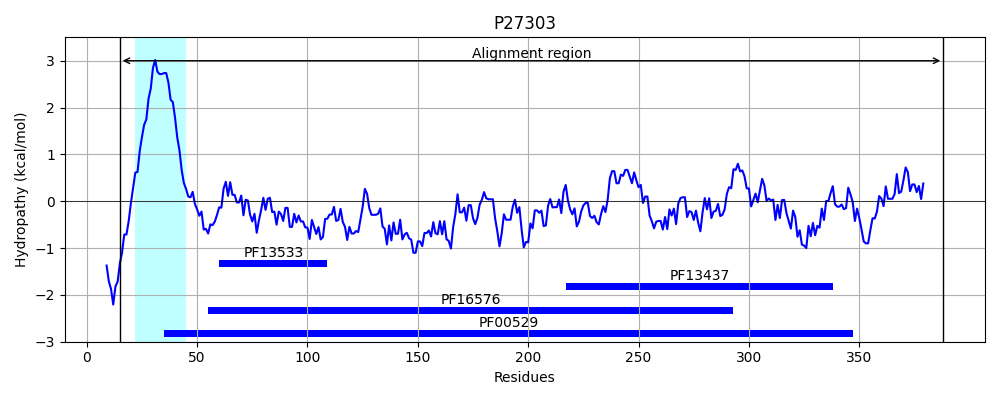 P27303
Alignment region
3
2
1
0
−1
−2
−3
Hydropathy (kcal/mol)
PF13533
PF13437
PF16576
PF00529
0 50 100 150 200 250 300 350
Residues